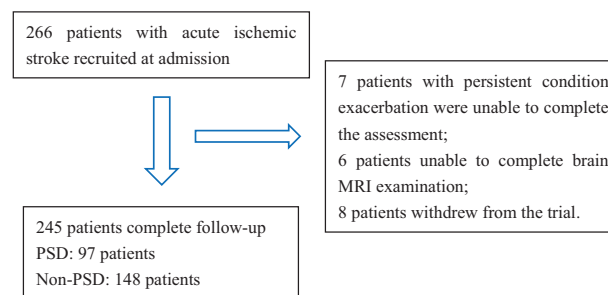 266 patients with acute ischemic
stroke recruited at admission
7 patients with persistent condition
exacerbation were unable to complete
the assessment;
6 patients unable to complete brain
MRI examination;
8 patients withdrew from the trial.
245 patients complete follow-up
PSD: 97 patients
Non-PSD: 148 patients